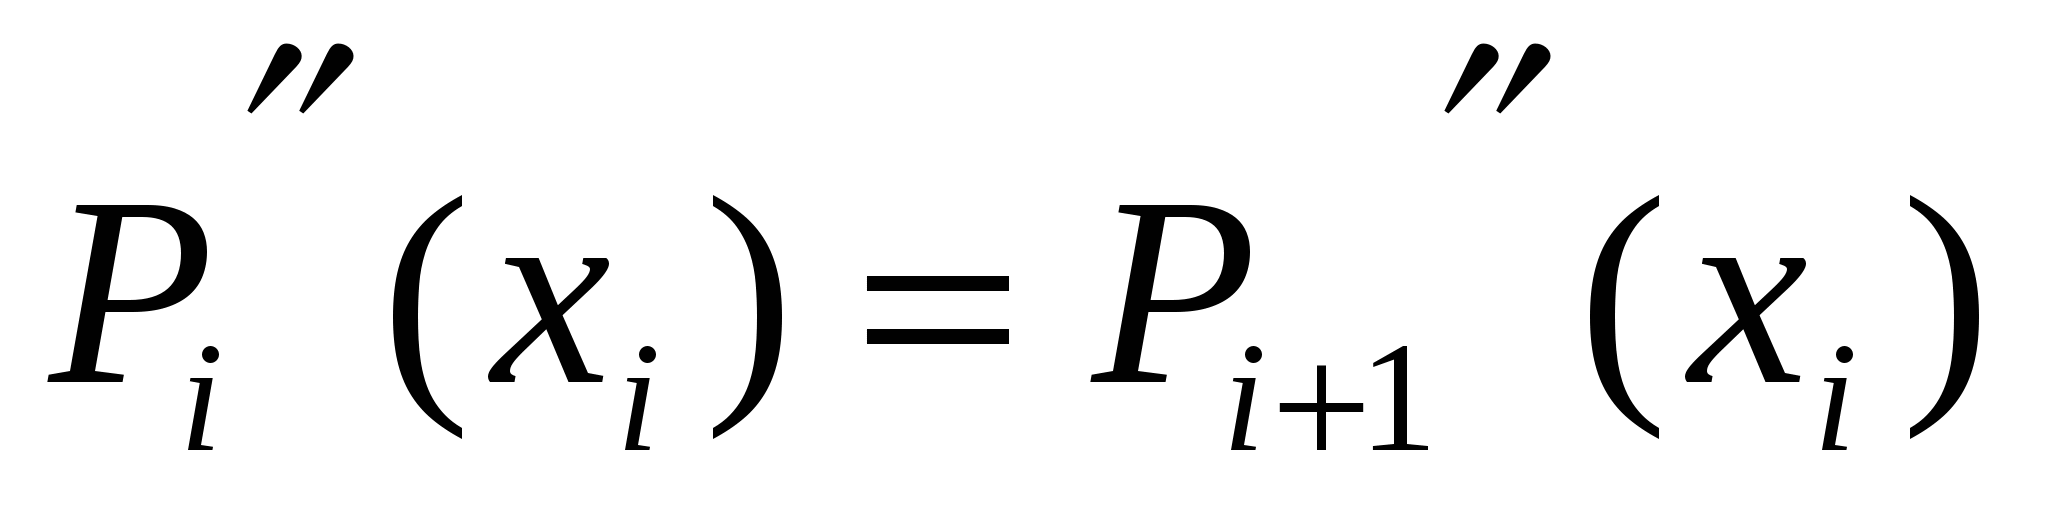 P_i''(x_i) = P_{i+1}''(x_i)